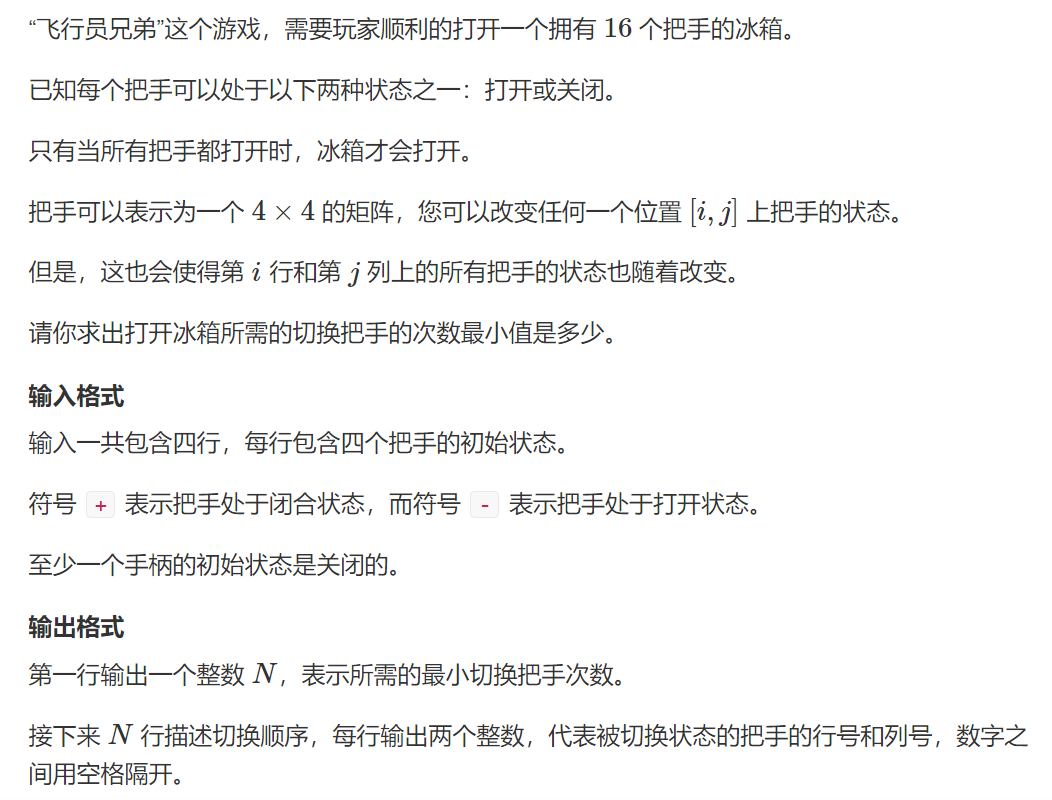 “飞行员兄弟”这个游戏，需要玩家顺利的打开一个拥有 16 个把手的冰箱。
已知每个把手可以处于以下两种状态之一：打开或关闭。
只有当所有把手都打开时，冰箱才会打开。
把手可以表示为一个 4 × 4 的矩阵，您可以改变任何一个位置 [i, j] 上把手的状态。
但是，这也会使得第 i 行和第 j 列上的所有把手的状态也随着改变。
请你求出打开冰箱所需的切换把手的次数最小值是多少。
输入格式
输入一共包含四行，每行包含四个把手的初始状态。
符号 + 表示把手处于闭合状态，而符号 - 表示把手处于打开状态。
至少一个手柄的初始状态是关闭的。
输出格式
第一行输出一个整数 N，表示所需的最小切换把手次数。
接下来 N 行描述切换顺序，每行输出两个整数，代表被切换状态的把手的行号和列号，数字之
间用空格隔开。